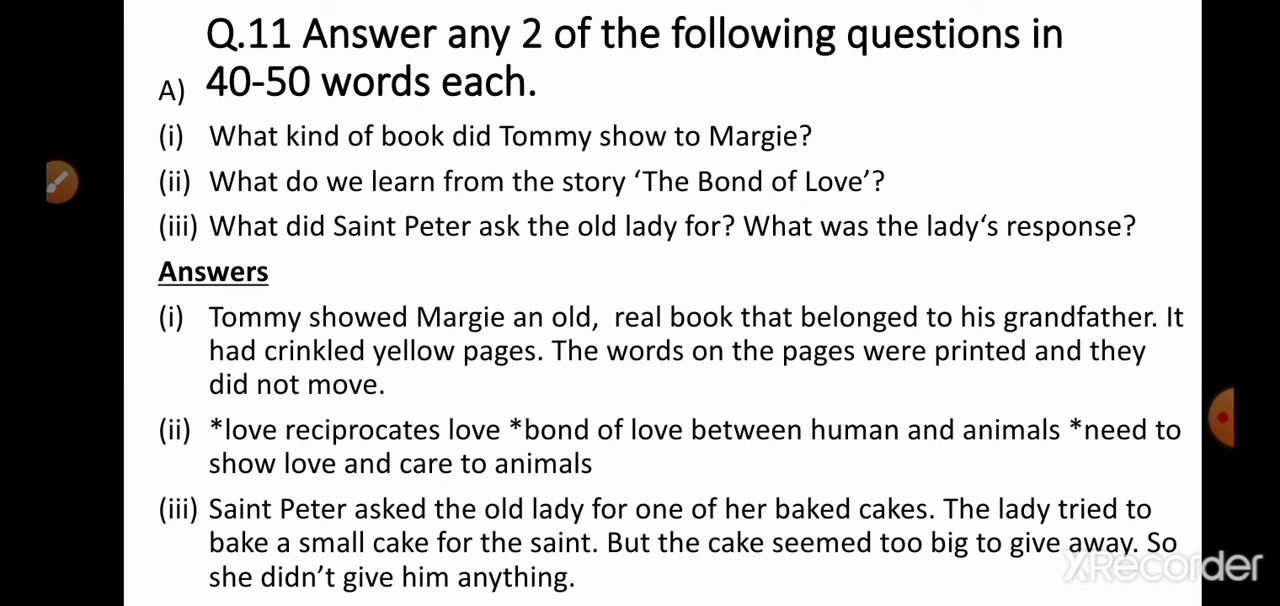 Q.11 Answer any 2 of the following questions in
A) 40-50 words each.
(i) What kind of book did Tommy show to Margie?
(ii) What do we learn from the story ‘The Bond of Love’?
(iii) What did Saint Peter ask the old lady for? What was the lady‘s response?
Answers
(i) Tommy showed Margie an old, real book that belonged to his grandfather. It
had crinkled yellow pages. The words on the pages were printed and they
did not move.
(ii) *love reciprocates love *bond of love between human and animals *need to
show love and care to animals
(iii) Saint Peter asked the old lady for one of her baked cakes. The lady tried to
bake a small cake for the saint. But the cake seemed too big to give away. So
she didn’t give him anything.
XRecorder